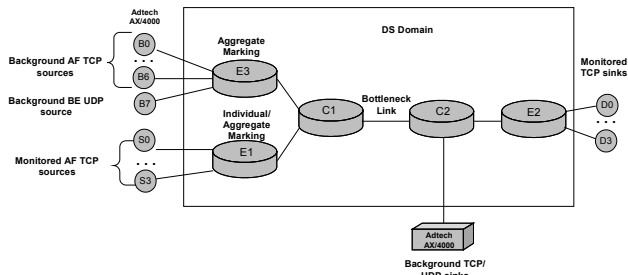 Adtech
AX/4000
DS Domain
B0
. . .
B6
B7
Background AF TCP
sources
Background BE UDP
source
Aggregate
Marking
E3
Individual/
Aggregate
Marking
E1
S0
. . .
S3
Monitored AF TCP
sources
C1
Bottleneck
Link
C2
E2
Monitored
TCP sinks
D0
. . .
D3
Adtech
AX/4000
Background TCP/
UDP sinks